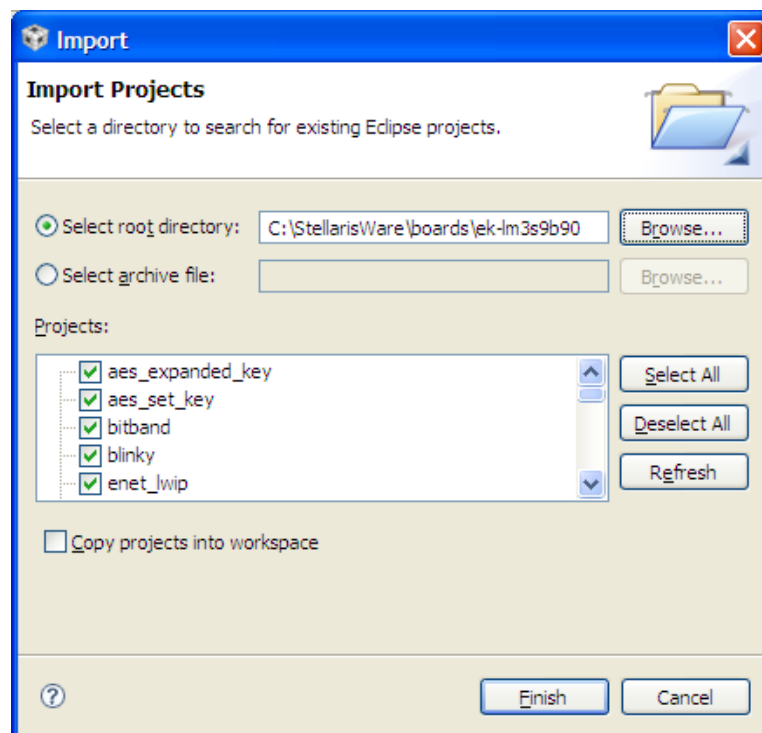 Import
Import Projects
Select a directory to search for existing Eclipse projects.
Select root directory: C:\StellarisWare\boards\ek-lm3s9b90 Browse...
Select archive file: Browse...
Projects:
aes_expanded_key Select All
aes_set_key
bitband Deselect All
blinky
enet_lwip Refresh
Copy projects into workspace
? Finish Cancel